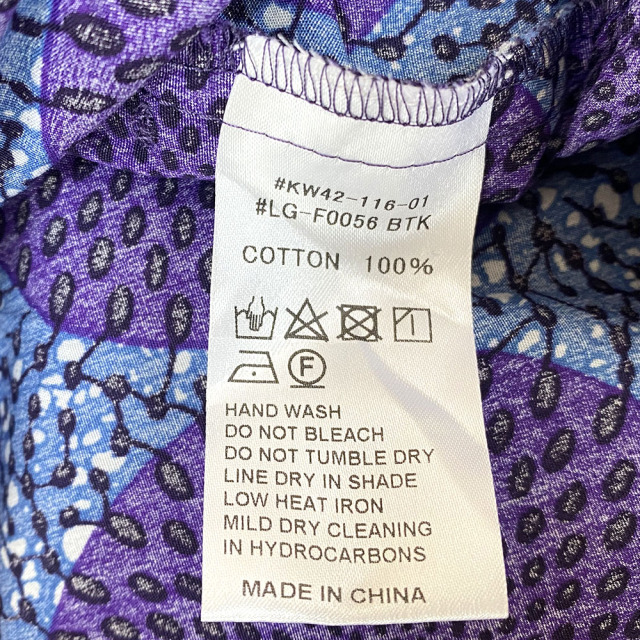 #KW42-116-01
#LG-F0056 BTK
COTTON 100%
F
HAND WASH
DO NOT BLEACH
DO NOT TUMBLE DRY
LINE DRY IN SHADE
LOW HEAT IRON
MILD DRY CLEANING
IN HYDROCARBONS
MADE IN CHINA